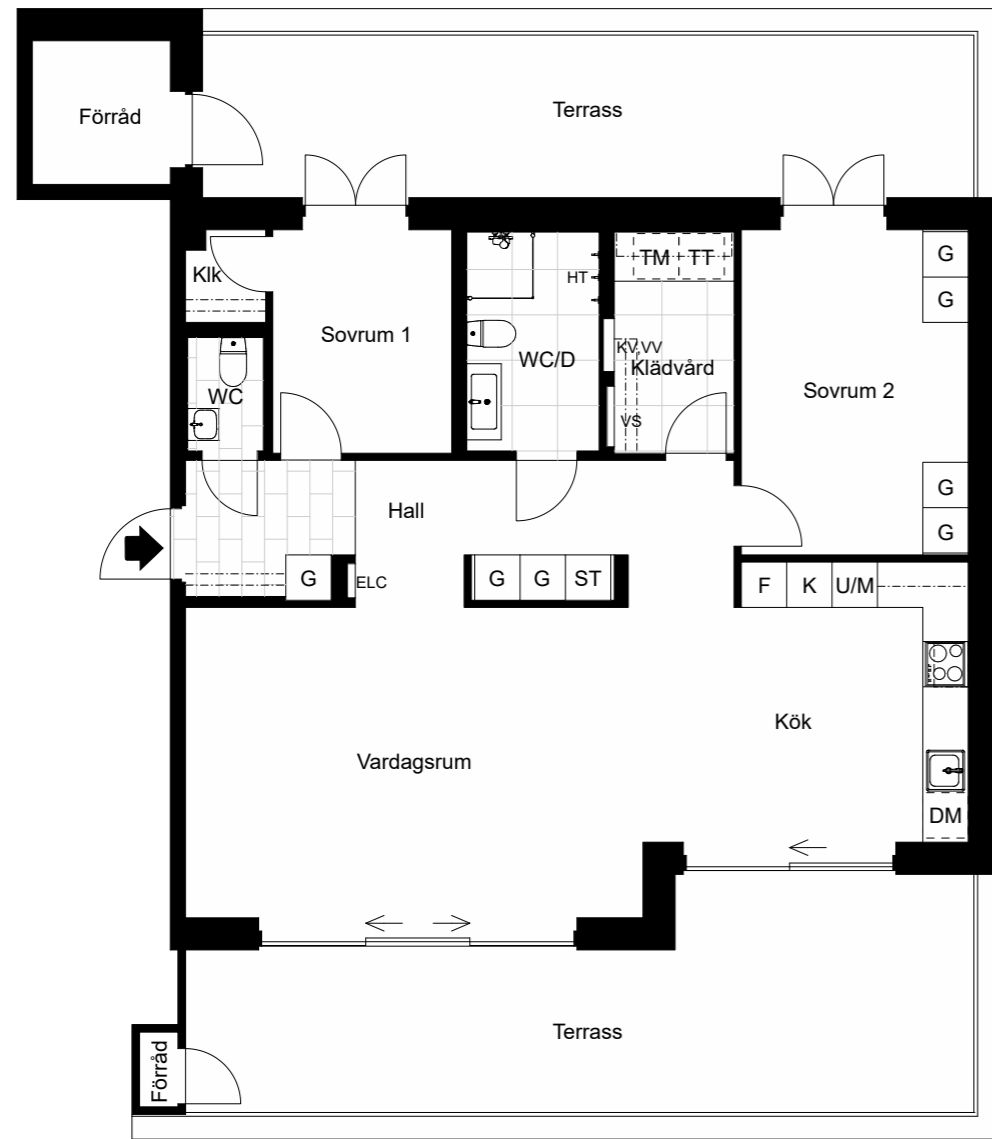 Förråd
Terrass
Klk
Sovrum 1
HT
TM TT
G
G
WC
WC/D
KV,VV
Klädvård
VS
Sovrum 2
G
G
Hall
G
ELC
G G ST
F K U/M
Kök
Vardagsrum
DM
Terrass
Förråd